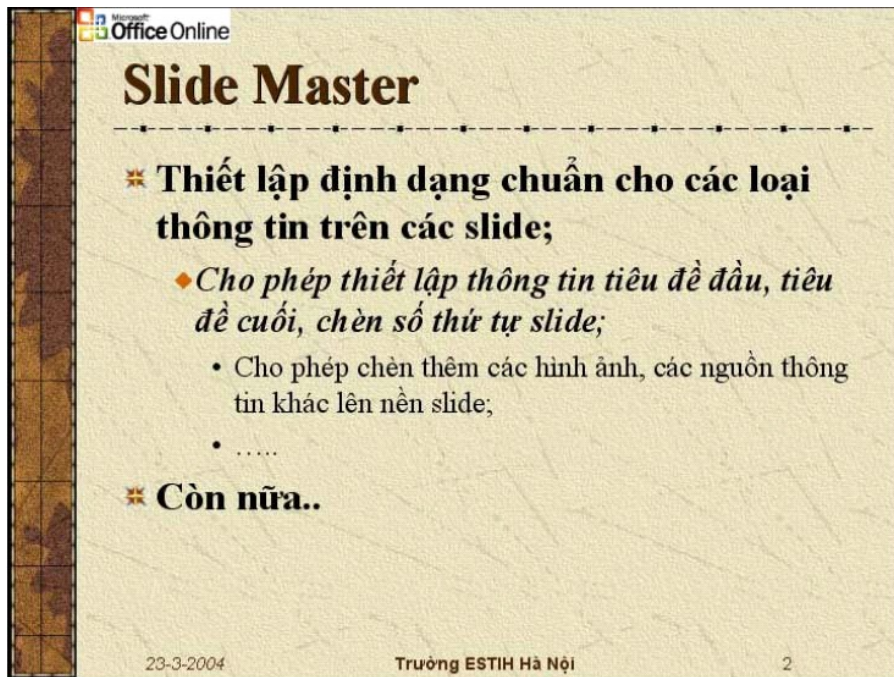 Microsoft
Office Online
Slide Master
Thiết lập định dạng chuẩn cho các loại
thông tin trên các slide;
Cho phép thiết lập thông tin tiêu đề đầu, tiêu
đề cuối, chèn số thứ tự slide;
• Cho phép chèn thêm các hình ảnh, các nguồn thông
tin khác lên nền slide;
• …..
Còn nữa..
23-3-2004 Trường ESTIH Hà Nội 2